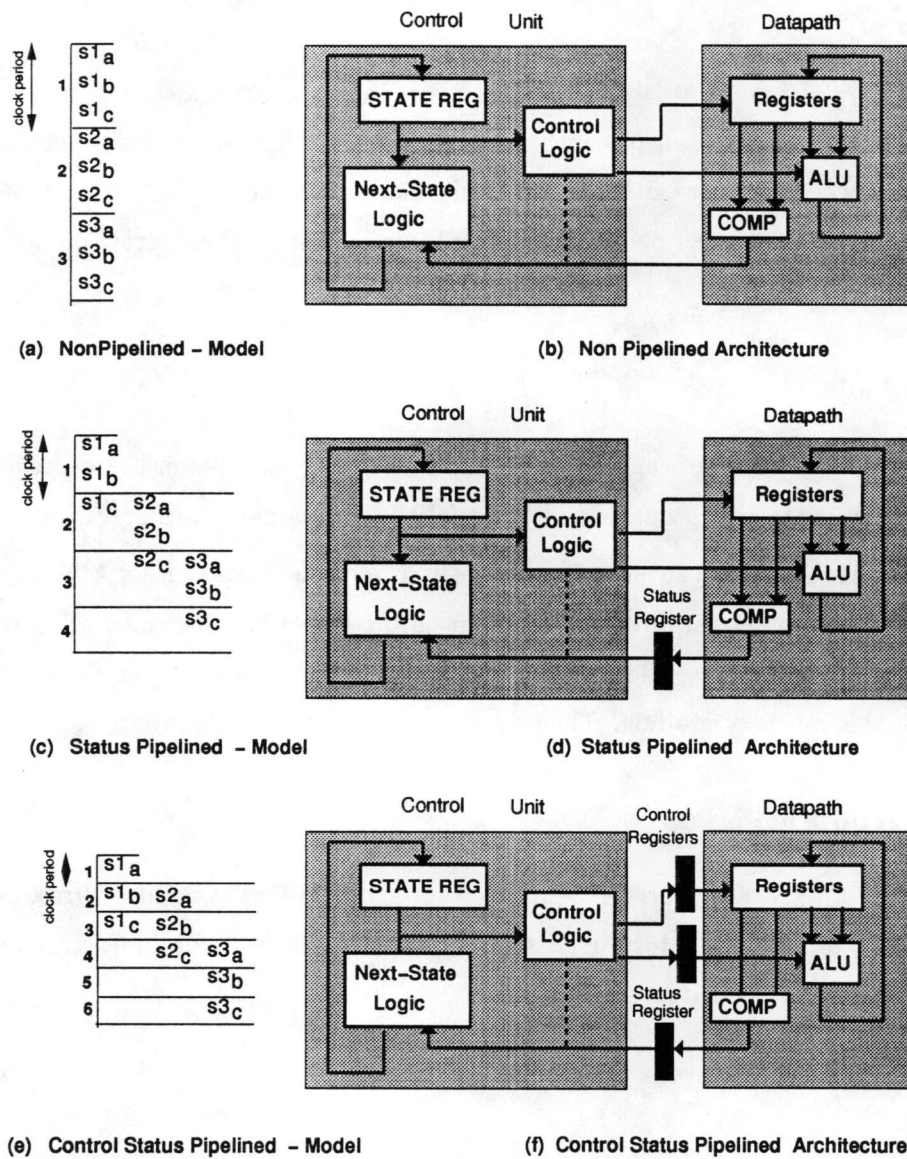 Control Unit Datapath
clock period
1
s1a
s1b
s1c
2
s2a
s2b
s2c
3
s3a
s3b
s3c
STATE REG
Control
Logic
Next-State
Logic
Registers
ALU
COMP
(a) NonPipelined - Model
(b) Non Pipelined Architecture
Control Unit Datapath
clock period
1
s1a
s1b
2
s1c s2a
s2b
3
s2c s3a
s3b
4
s3c
STATE REG
Control
Logic
Next-State
Logic
Status
Register
Registers
ALU
COMP
(c) Status Pipelined - Model
(d) Status Pipelined Architecture
Control Unit Datapath
Control
Registers
clock period
1 s1a
2 s1b s2a
3 s1c s2b
4 s2c s3a
5 s3b
6 s3c
STATE REG
Control
Logic
Next-State
Logic
Status
Register
Registers
ALU
COMP
(e) Control Status Pipelined - Model
(f) Control Status Pipelined Architecture